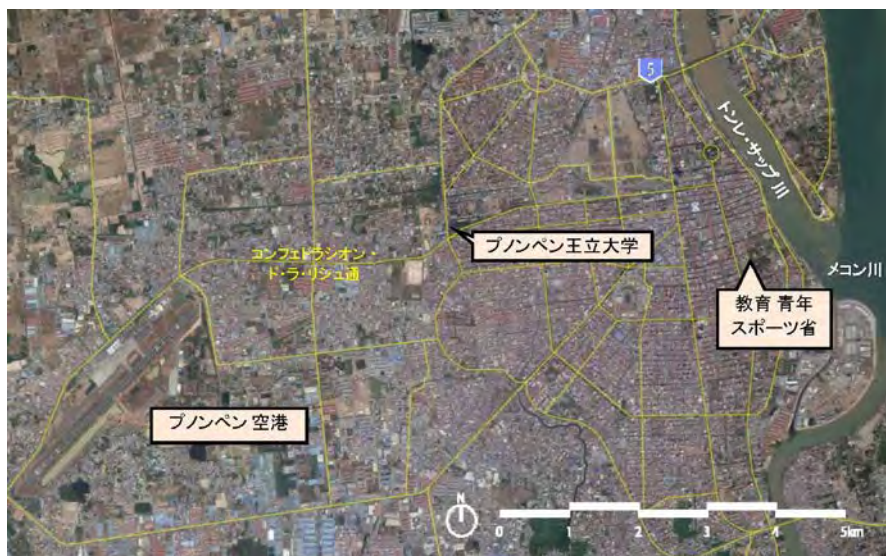 5
トンレ・サップ川
プノンペン王立大学
コンフェドラシオン・
ド・ラ・リシュ通
メコン川
教育 青年
スポーツ省
プノンペン 空港
N
0 1 2 3 4 5km